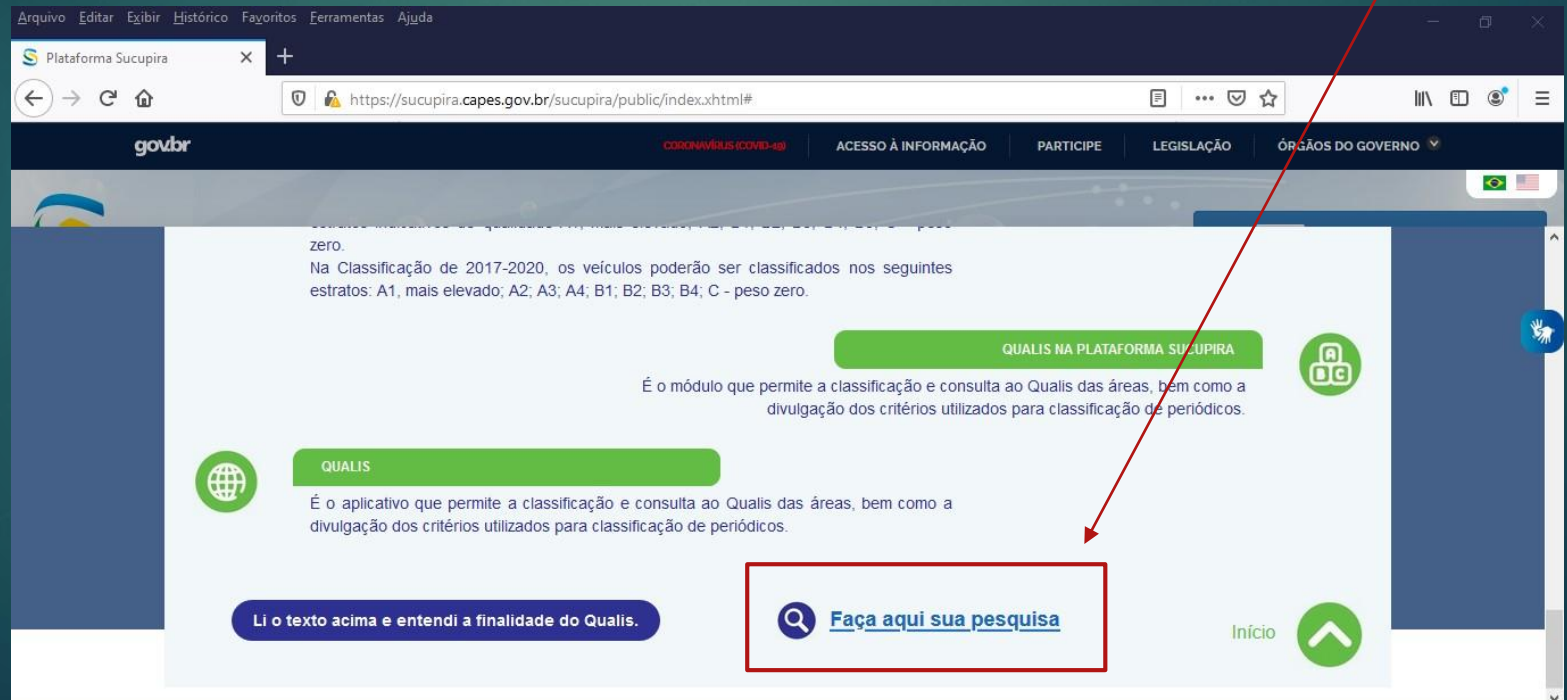 Arquivo Editar Exibir Histórico Favoritos Ferramentas Ajuda
Plataforma Sucupira
https://sucupira.capes.gov.br/sucupira/public/index.xhtml#
gov.br
CORONAVÍRUS (COVID-19)
ACESSO À INFORMAÇÃO
PARTICIPE
LEGISLAÇÃO
ÓRGÃOS DO GOVERNO
zero.
Na Classificação de 2017-2020, os veículos poderão ser classificados nos seguintes
estratos: A1, mais elevado; A2; A3; A4; B1; B2; B3; B4; C - peso zero.
QUALIS NA PLATAFORMA SUCUPIRA
É o módulo que permite a classificação e consulta ao Qualis das áreas, bem como a
divulgação dos critérios utilizados para classificação de periódicos.
QUALIS
É o aplicativo que permite a classificação e consulta ao Qualis das áreas, bem como a
divulgação dos critérios utilizados para classificação de periódicos.
Li o texto acima e entendi a finalidade do Qualis.
Faça aqui sua pesquisa
Início